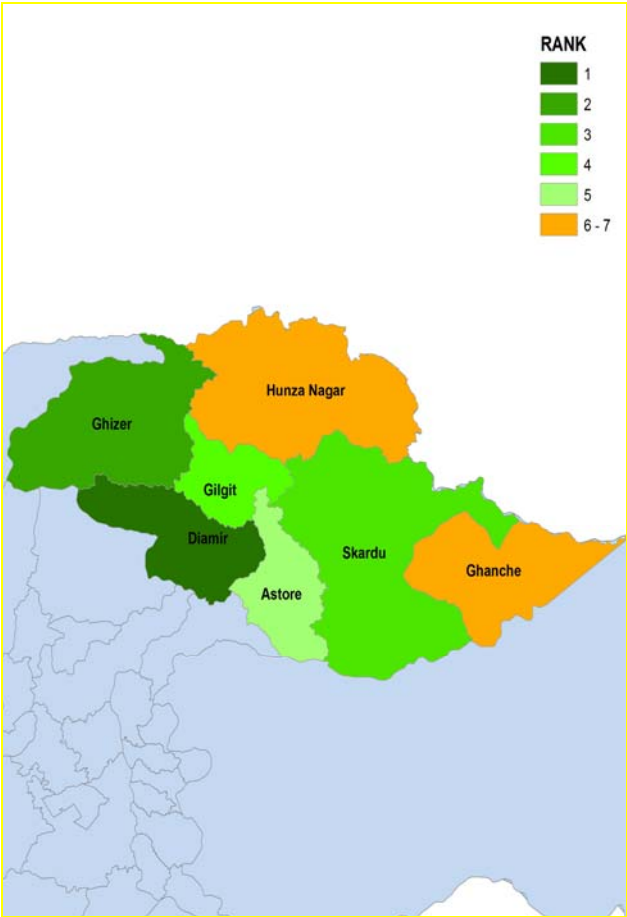 RANK
1
2
3
4
5
6 - 7
Hunza Nagar
Ghizer
Gilgit
Diamir
Skardu
Ghanche
Astore